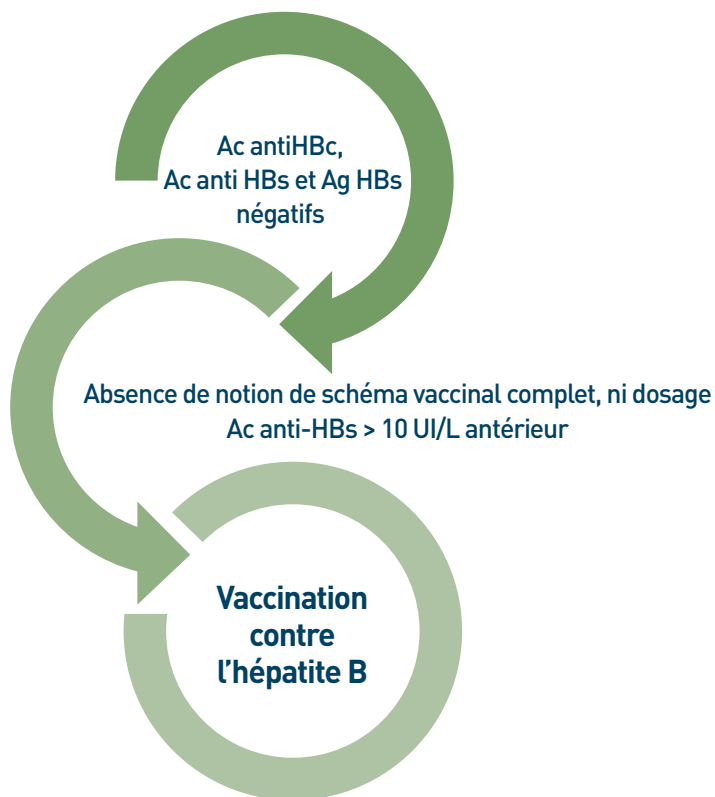 Ac antiHBc,
Ac anti HBs et Ag HBs
négatifs
Absence de notion de schéma vaccinal complet, ni dosage
Ac anti-HBs > 10 UI/L antérieur
Vaccination
contre
l'hépatite B